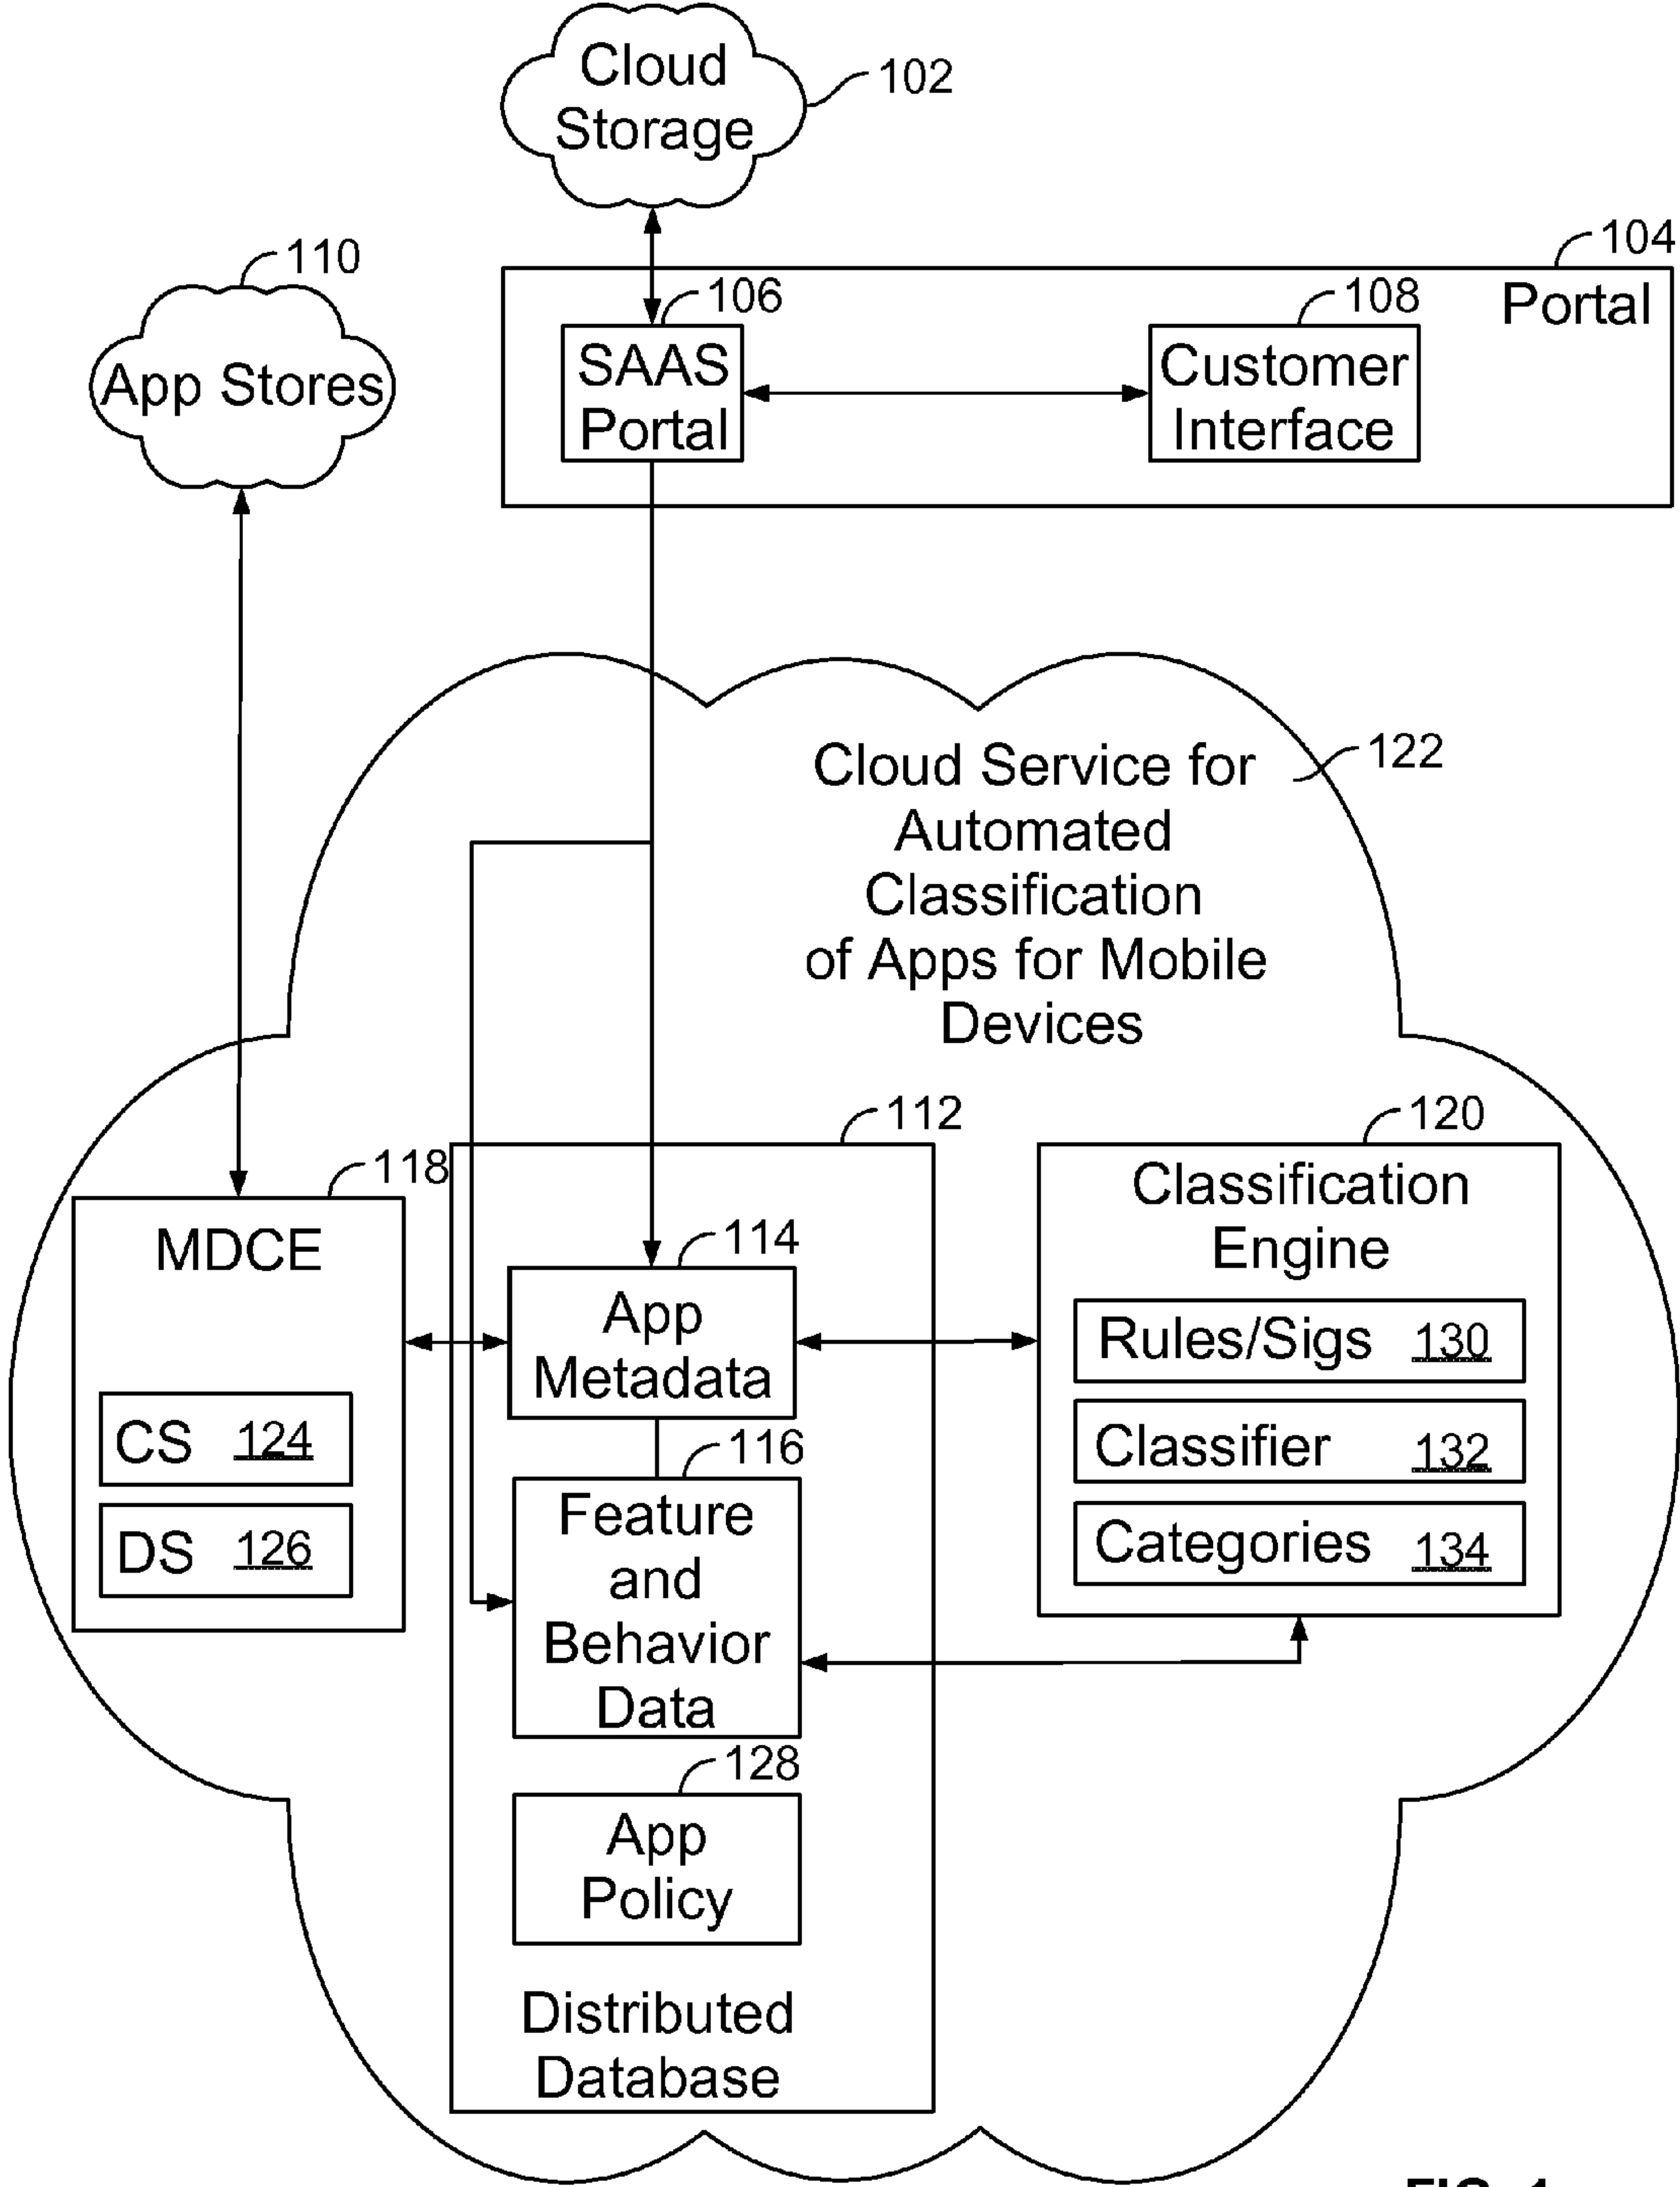 Cloud
Storage
102
110
App Stores
104
Portal
106
SAAS
Portal
108
Customer
Interface
122
Cloud Service for
Automated
Classification
of Apps for Mobile
Devices
118
MDCE
CS 124
DS 126
112
114
App
Metadata
116
Feature
and
Behavior
Data
128
App
Policy
Distributed
Database
120
Classification
Engine
Rules/Sigs 130
Classifier 132
Categories 134